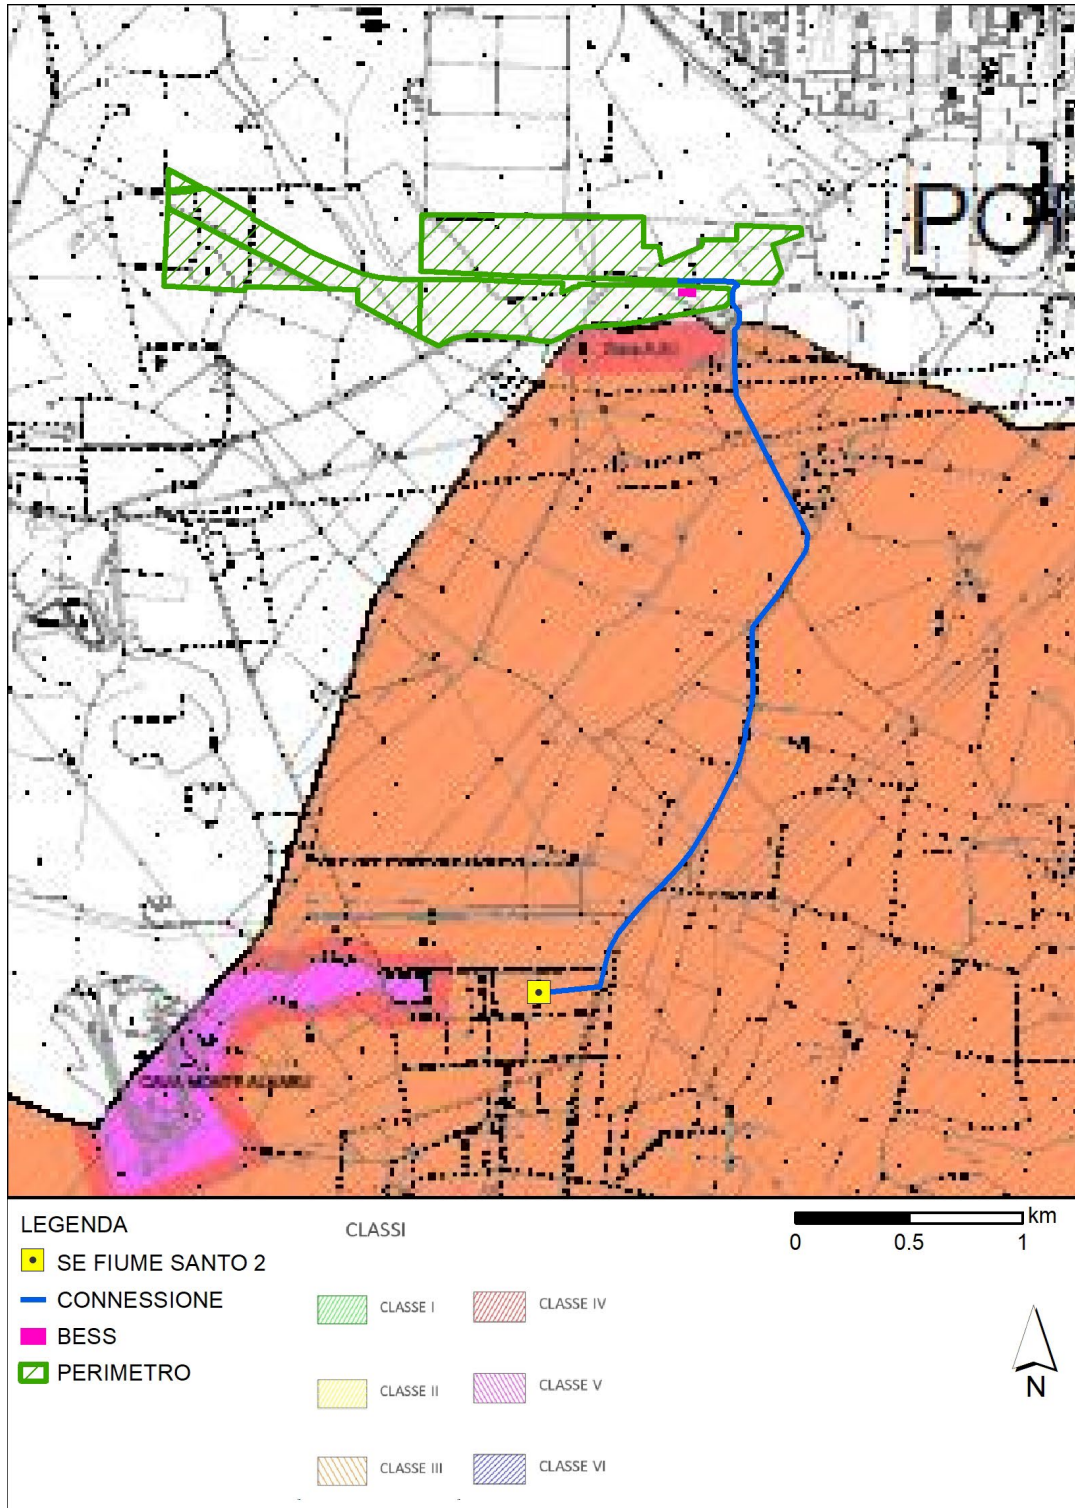 PO
LEGENDA
SE FIUME SANTO 2
CONNESSIONE
BESS
PERIMETRO
CLASSI
CLASSE I
CLASSE II
CLASSE III
CLASSE IV
CLASSE V
CLASSE VI
km
0 0.5 1
N